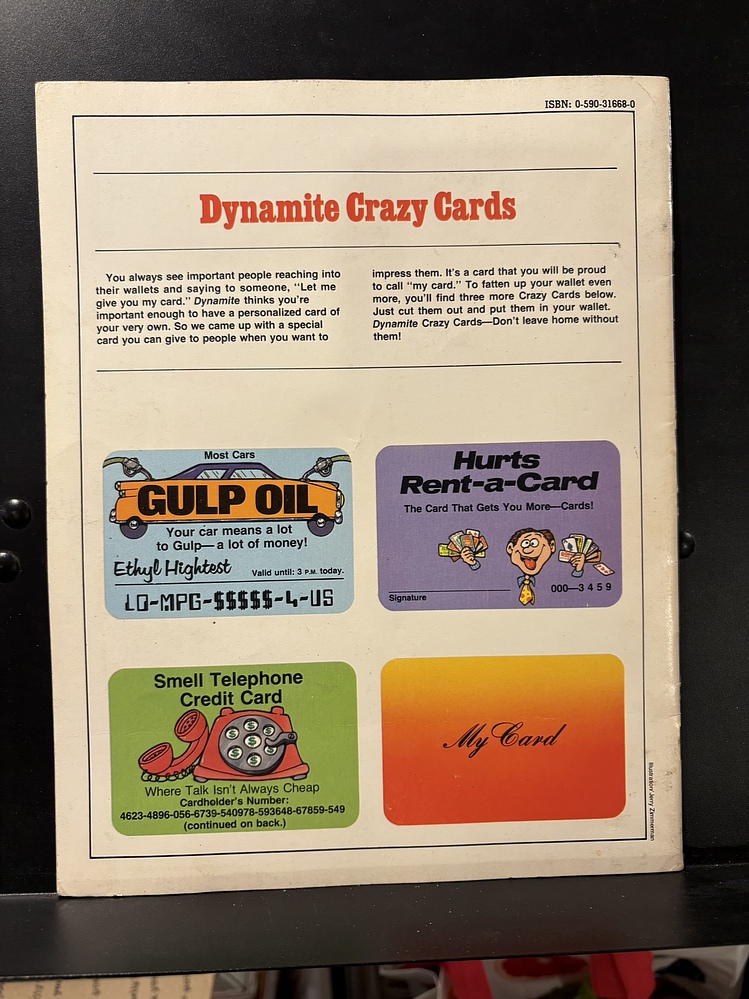 ISBN: 0-590-31668-0
Dynamite Crazy Cards
You always see important people reaching into
their wallets and saying to someone, "Let me
give you my card." Dynamite thinks you're
important enough to have a personalized card of
your very own. So we came up with a special
card you can give to people when you want to
impress them. It's a card that you will be proud
to call "my card." To fatten up your wallet even
more, you'll find three more Crazy Cards below.
Just cut them out and put them in your wallet.
Dynamite Crazy Cards—Don't leave home without
them!
Most Cars
GULP OIL
Your car means a lot
to Gulp—a lot of money!
Ethyl Hightest
Valid until: 3 P.M. today.
LO-MPG-$$$$$-4-US
Hurts
Rent-a-Card
The Card That Gets You More—Cards!
Signature
000—3 4 5 9
Smell Telephone
Credit Card
Where Talk Isn't Always Cheap
Cardholder's Number:
4623-4896-056-6739-540978-593648-67859-549
(continued on back.)
My Card
Illustration/Jerry Zimmerman